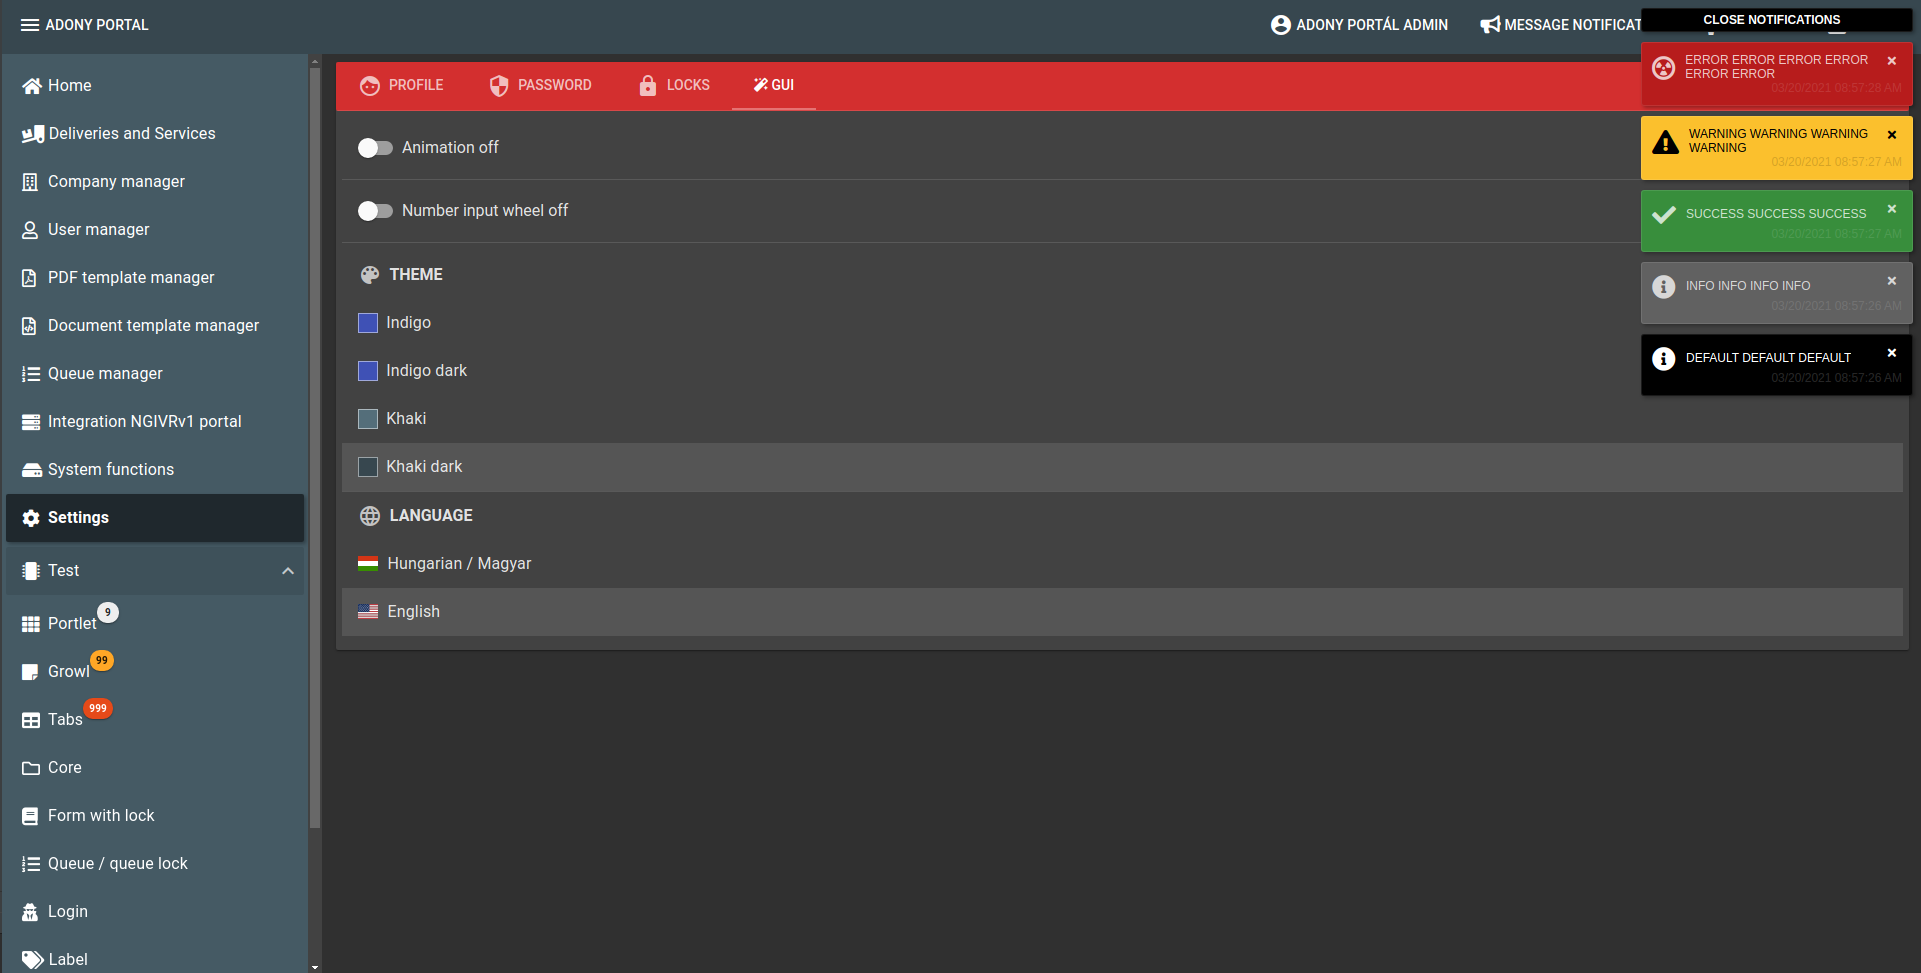 ADONY PORTAL
ADONY PORTÁL ADMIN
MESSAGE NOTIFICAT
Home
Deliveries and Services
Company manager
User manager
PDF template manager
Document template manager
Queue manager
Integration NGIVRv1 portal
System functions
Settings
Test
Portlet
9
Growl
99
Tabs
999
Core
Form with lock
Queue / queue lock
Login
Label
PROFILE
PASSWORD
LOCKS
GUI
Animation off
Number input wheel off
THEME
Indigo
Indigo dark
Khaki
Khaki dark
LANGUAGE
Hungarian / Magyar
English
CLOSE NOTIFICATIONS
ERROR ERROR ERROR ERROR
ERROR ERROR
03/20/2021 08:57:28 AM
WARNING WARNING WARNING
WARNING
03/20/2021 08:57:27 AM
SUCCESS SUCCESS SUCCESS
03/20/2021 08:57:27 AM
INFO INFO INFO INFO
03/20/2021 08:57:26 AM
DEFAULT DEFAULT DEFAULT
03/20/2021 08:57:26 AM